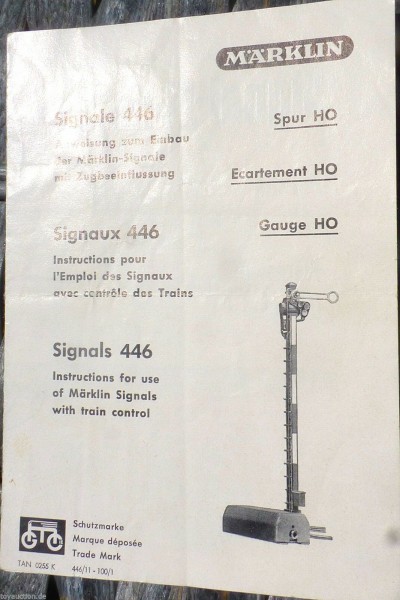 MÄRKLIN
Signale 446
Spur HO
Anweisung zum Einbau
der Märklin-Signale
mit Zugbeeinflussung
Ecartement HO
Signaux 446
Gauge HO
Instructions pour
l'Emploi des Signaux
avec contrôle des Trains
Signals 446
Instructions for use
of Märklin Signals
with train control
Schutzmarke
Marque déposée
Trade Mark
TAN 0255 K 446/11 - 100/1
toysauction.de